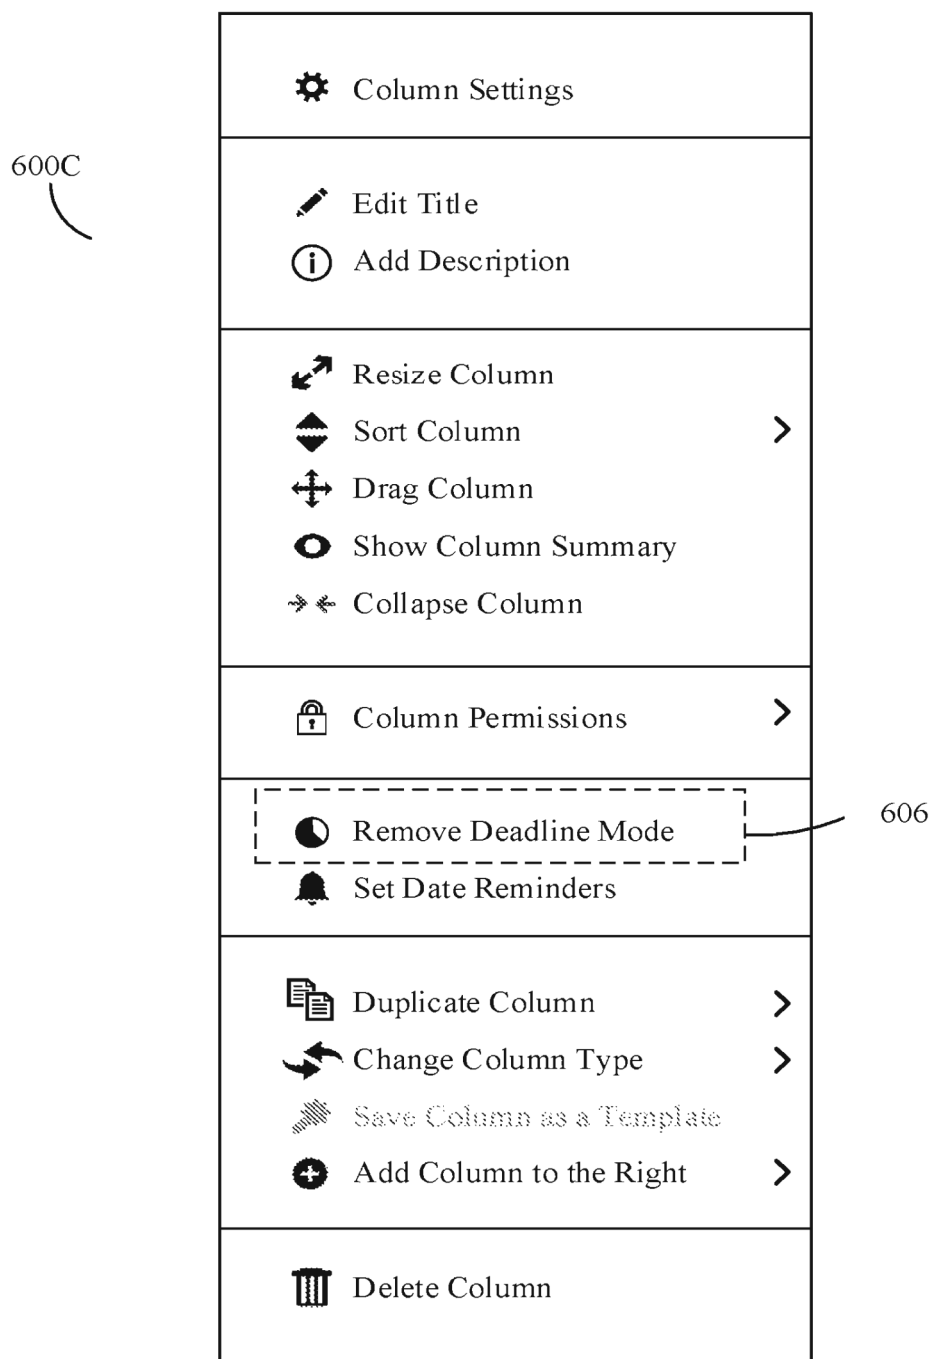 Column Settings
600C
Edit Title
Add Description
Resize Column
Sort Column
Drag Column
Show Column Summary
Collapse Column
Column Permissions
Remove Deadline Mode
606
Set Date Reminders
Duplicate Column
Change Column Type
Save Column as a Template
Add Column to the Right
Delete Column